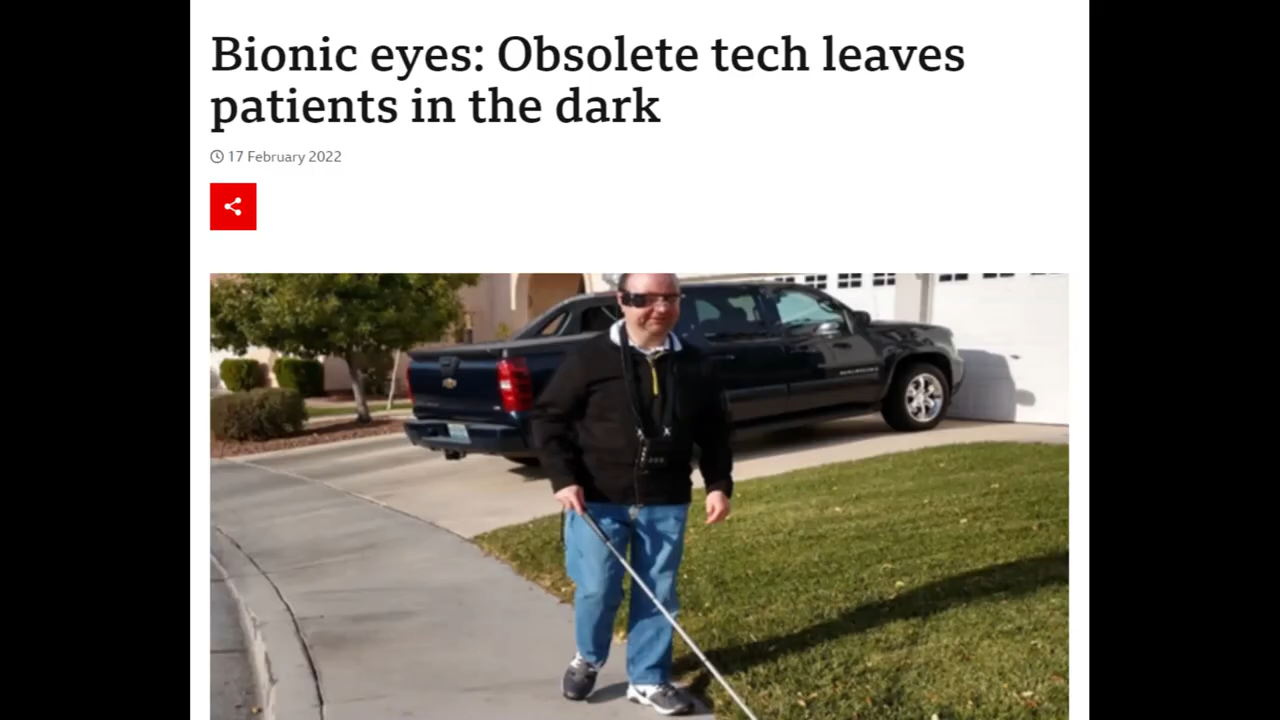 Bionic eyes: Obsolete tech leaves
patients in the dark
17 February 2022